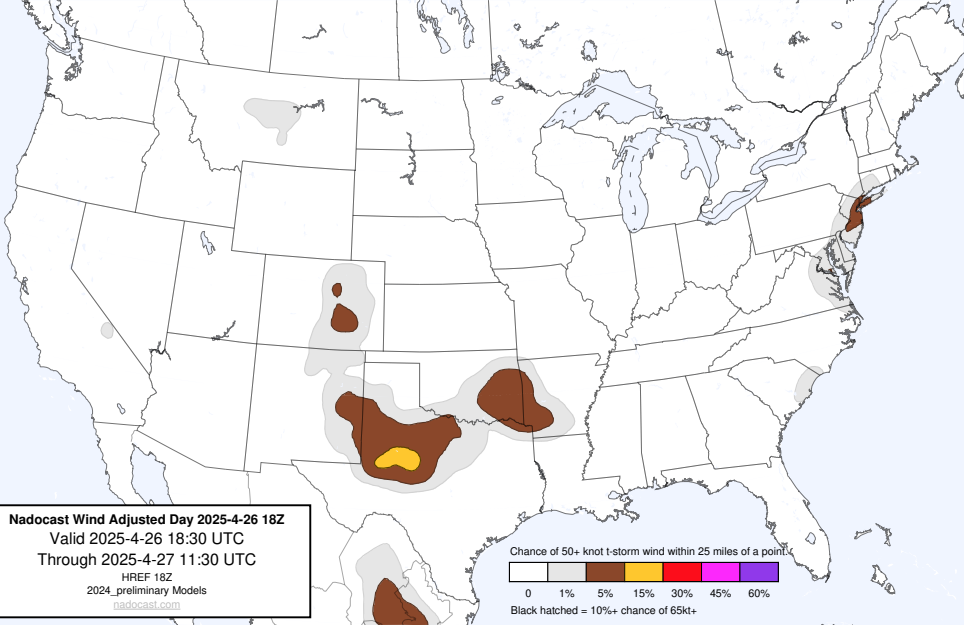 Nadocast Wind Adjusted Day 2025-4-26 18Z
Valid 2025-4-26 18:30 UTC
Through 2025-4-27 11:30 UTC
HREF 18Z
2024_preliminary Models
nadocast.com
Chance of 50+ knot t-storm wind within 25 miles of a point.
0 1% 5% 15% 30% 45% 60%
Black hatched = 10%+ chance of 65kt+